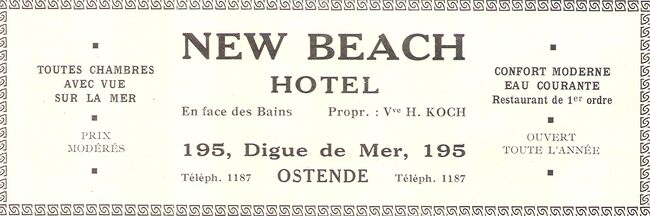 NEW BEACH
HOTEL
En face des Bains Propr. : Vve H. KOCH
195, Digue de Mer, 195
Téléph. 1187 OSTENDE Téléph. 1187
TOUTES CHAMBRES
AVEC VUE
SUR LA MER
PRIX
MODÉRÉS
CONFORT MODERNE
EAU COURANTE
Restaurant de 1er ordre
OUVERT
TOUTE L'ANNÉE